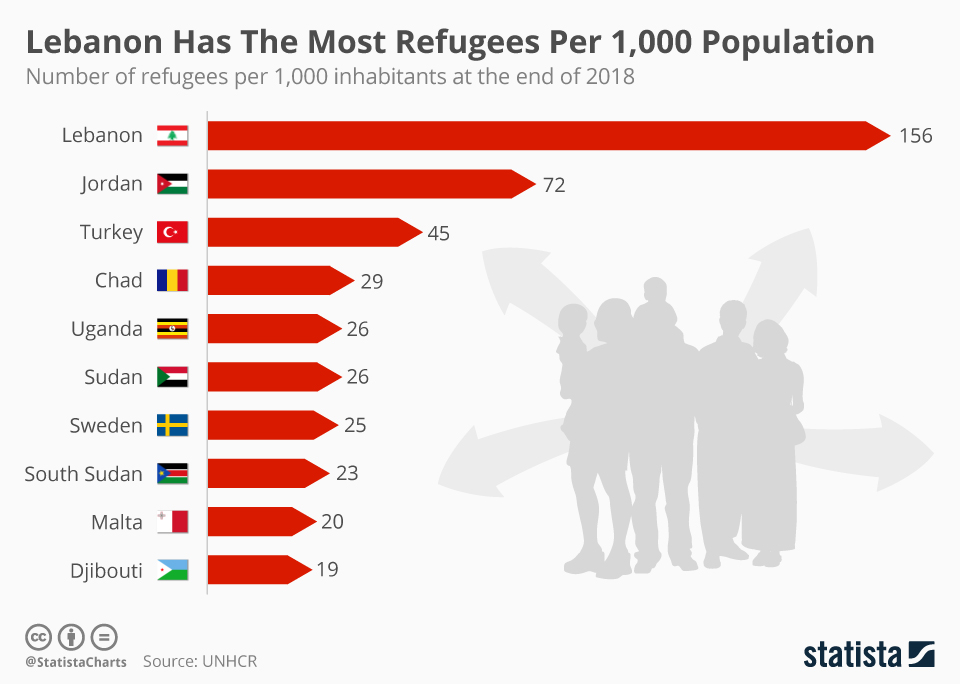 Lebanon Has The Most Refugees Per 1,000 Population
Number of refugees per 1,000 inhabitants at the end of 2018
Lebanon 156
Jordan 72
Turkey 45
Chad 29
Uganda 26
Sudan 26
Sweden 25
South Sudan 23
Malta 20
Djibouti 19
cc
@StatistaCharts Source: UNHCR
statista